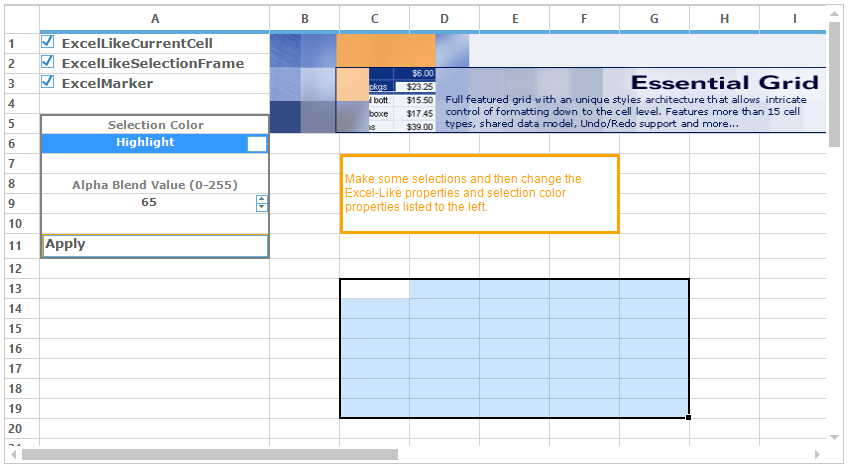 A B C D E F G H I
1 ExcelLikeCurrentCell
2 ExcelLikeSelectionFrame
3 ExcelMarker
$6.00
okgs $23.25
l bott $15.50
boxe $17.45
$39.00
Essential Grid
Full featured grid with an unique styles architecture that allows intricate
control of formatting down to the cell level. Features more than 15 cell
types, shared data model, Undo/Redo support and more...
4
5 Selection Color
6 Highlight
7
8 Alpha Blend Value (0-255)
9 65
10
11 Apply
Make some selections and then change the
Excel-Like properties and selection color
properties listed to the left.
12
13
14
15
16
17
18
19
20